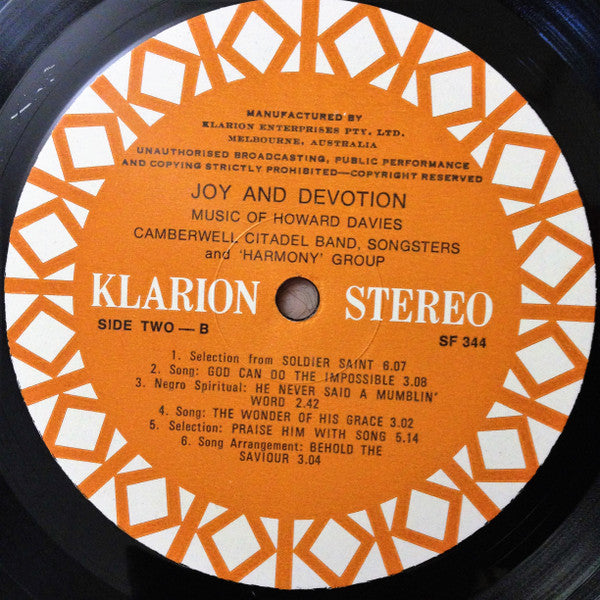 MANUFACTURED BY
KLARION ENTERPRISES PTY. LTD.
MELBOURNE, AUSTRALIA
UNAUTHORISED BROADCASTING, PUBLIC PERFORMANCE
AND COPYING STRICTLY PROHIBITED—COPYRIGHT RESERVED
JOY AND DEVOTION
MUSIC OF HOWARD DAVIES
CAMBERWELL CITADEL BAND, SONGSTERS
and 'HARMONY' GROUP
KLARION STEREO
SIDE TWO — B SF 344
1. Selection from SOLDIER SAINT 6.07
2. Song: GOD CAN DO THE IMPOSSIBLE 3.08
3. Negro Spiritual: HE NEVER SAID A MUMBLIN'
WORD 2.42
4. Song: THE WONDER OF HIS GRACE 3.02
5. Selection: PRAISE HIM WITH SONG 5.14
6. Song Arrangement: BEHOLD THE
SAVIOUR 3.04